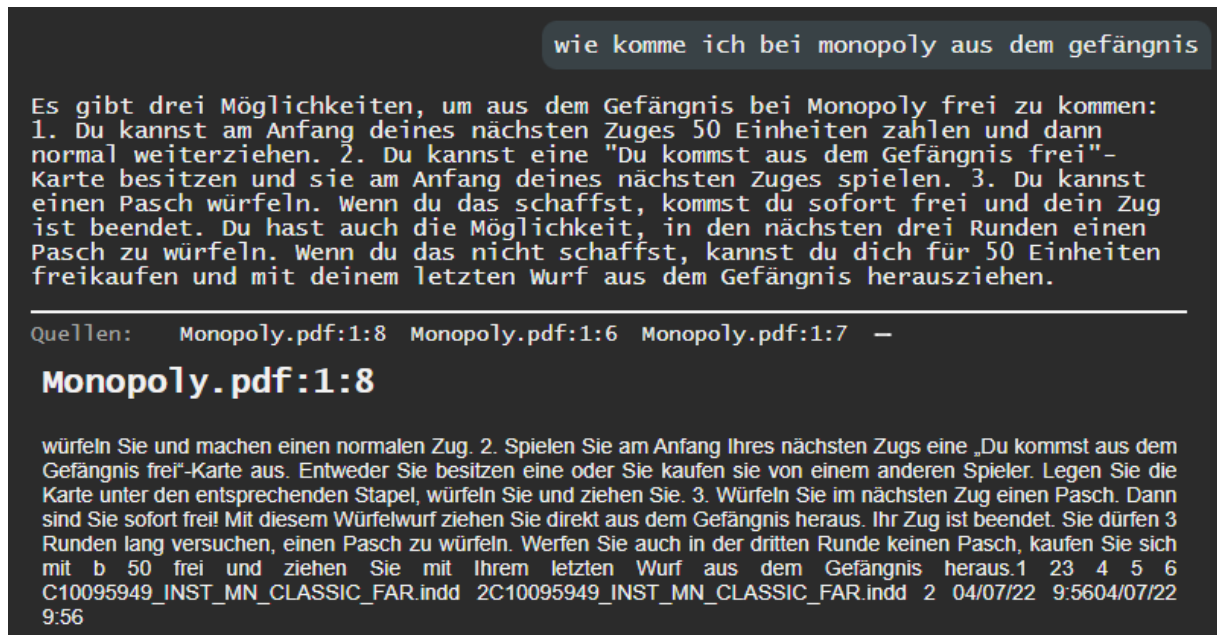 wie komme ich bei monopoly aus dem gefängnis
Es gibt drei Möglichkeiten, um aus dem Gefängnis bei Monopoly frei zu kommen:
1. Du kannst am Anfang deines nächsten Zuges 50 Einheiten zahlen und dann
normal weiterziehen. 2. Du kannst eine "Du kommst aus dem Gefängnis frei"-
Karte besitzen und sie am Anfang deines nächsten Zuges spielen. 3. Du kannst
einen Pasch würfeln. Wenn du das schaffst, kommst du sofort frei und dein Zug
ist beendet. Du hast auch die Möglichkeit, in den nächsten drei Runden einen
Pasch zu würfeln. Wenn du das nicht schaffst, kannst du dich für 50 Einheiten
freikaufen und mit deinem letzten Wurf aus dem Gefängnis herausziehen.
Quellen: Monopoly.pdf:1:8 Monopoly.pdf:1:6 Monopoly.pdf:1:7 —
Monopoly.pdf:1:8
würfeln Sie und machen einen normalen Zug. 2. Spielen Sie am Anfang Ihres nächsten Zugs eine „Du kommst aus dem
Gefängnis frei“-Karte aus. Entweder Sie besitzen eine oder Sie kaufen sie von einem anderen Spieler. Legen Sie die
Karte unter den entsprechenden Stapel, würfeln Sie und ziehen Sie. 3. Würfeln Sie im nächsten Zug einen Pasch. Dann
sind Sie sofort frei! Mit diesem Würfelwurf ziehen Sie direkt aus dem Gefängnis heraus. Ihr Zug ist beendet. Sie dürfen 3
Runden lang versuchen, einen Pasch zu würfeln. Werfen Sie auch in der dritten Runde keinen Pasch, kaufen Sie sich
mit b 50 frei und ziehen Sie mit Ihrem letzten Wurf aus dem Gefängnis heraus.1 23 4 5 6
C10095949_INST_MN_CLASSIC_FAR.indd 2C10095949_INST_MN_CLASSIC_FAR.indd 2 04/07/22 9:5604/07/22
9:56